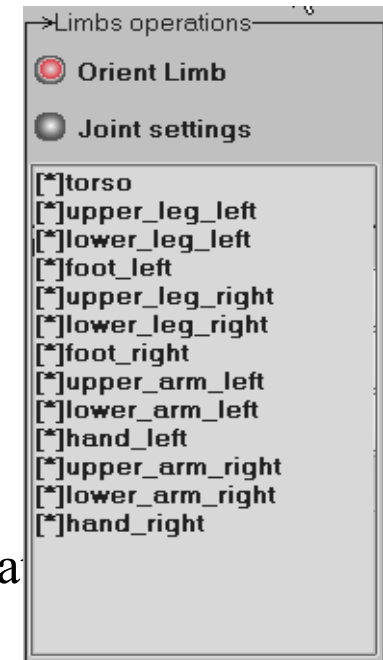 ->Limbs operations
Orient Limb
Joint settings
[*]torso
[*]upper_leg_left
[*]lower_leg_left
[*]foot_left
[*]upper_leg_right
[*]lower_leg_right
[*]foot_right
[*]upper_arm_left
[*]lower_arm_left
[*]hand_left
[*]upper_arm_right
[*]lower_arm_right
[*]hand_right